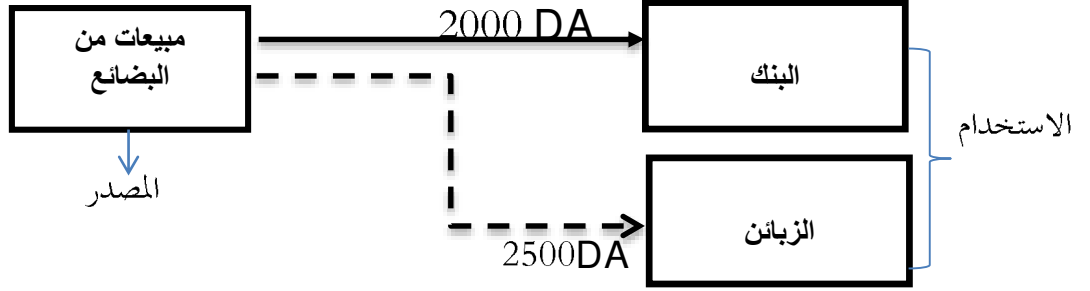 مبيعات من
البضائع
2000 DA
البنك
الاستخدام
المصدر
الزبائن
2500DA